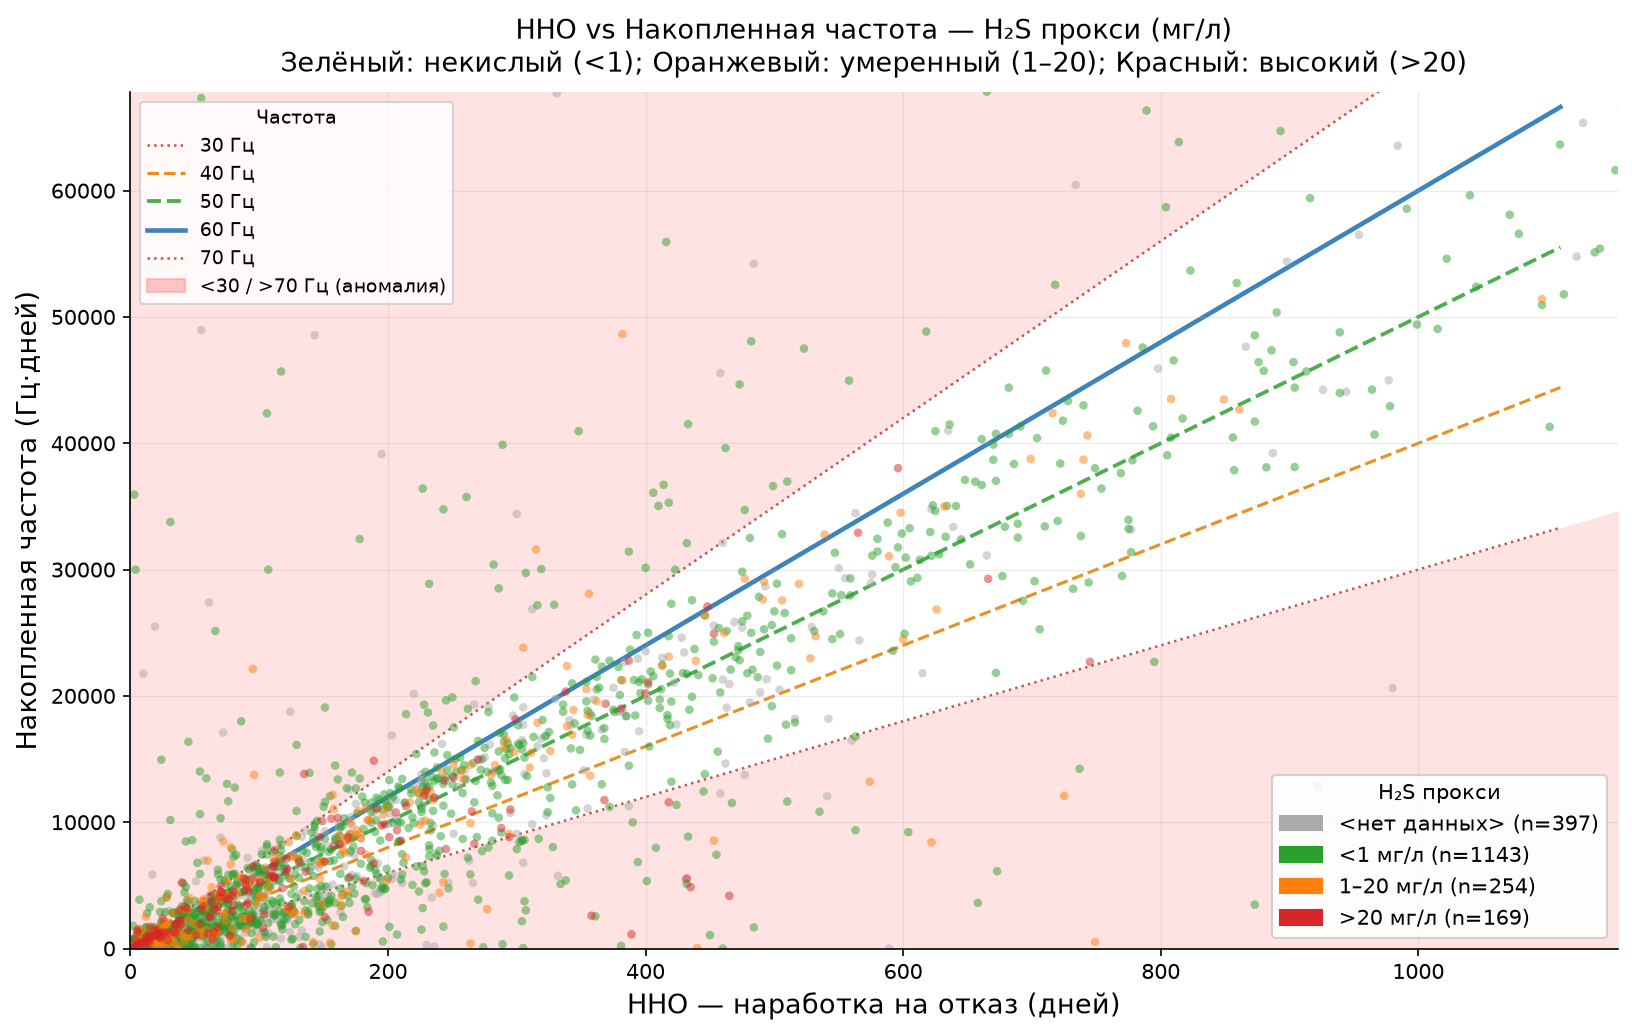 ННО vs Накопленная частота — H₂S прокси (мг/л)
Зелёный: некислый (<1); Оранжевый: умеренный (1–20); Красный: высокий (>20)
Частота
30 Гц
40 Гц
50 Гц
60 Гц
70 Гц
<30 / >70 Гц (аномалия)
Накопленная частота (Гц·дней)
60000
50000
40000
30000
20000
10000
0
H₂S прокси
<нет данных> (n=397)
<1 мг/л (n=1143)
1–20 мг/л (n=254)
>20 мг/л (n=169)
0
200
400
600
800
1000
ННО — наработка на отказ (дней)